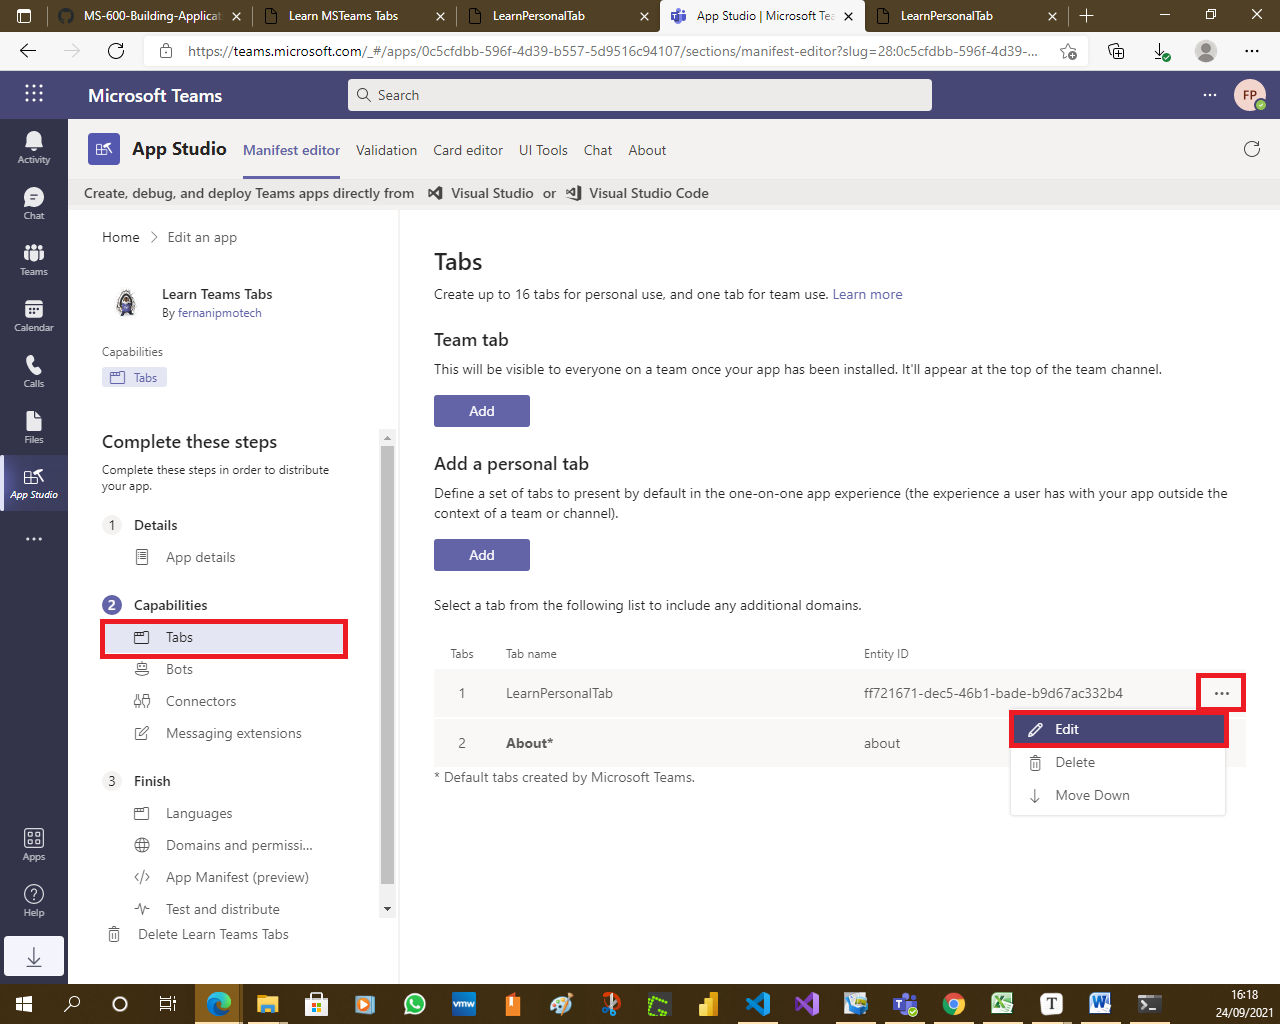 MS-600-Building-Applicat
Learn MSTeams Tabs
LearnPersonalTab
App Studio | Microsoft Tea
LearnPersonalTab
https://teams.microsoft.com/_#/apps/0c5cfdbb-596f-4d39-b557-5d9516c94107/sections/manifest-editor?slug=28:0c5cfdbb-596f-4d39-...
Microsoft Teams
Search
FP
Activity
Chat
Teams
Calendar
Calls
Files
App Studio
Apps
Help
App Studio
Manifest editor
Validation
Card editor
UI Tools
Chat
About
Create, debug, and deploy Teams apps directly from Visual Studio or Visual Studio Code
Home > Edit an app
Learn Teams Tabs
By fernanipmotech
Capabilities
Tabs
Complete these steps
Complete these steps in order to distribute
your app.
1 Details
App details
2 Capabilities
Tabs
Bots
Connectors
Messaging extensions
3 Finish
Languages
Domains and permissi...
App Manifest (preview)
Test and distribute
Delete Learn Teams Tabs
Tabs
Create up to 16 tabs for personal use, and one tab for team use. Learn more
Team tab
This will be visible to everyone on a team once your app has been installed. It'll appear at the top of the team channel.
Add
Add a personal tab
Define a set of tabs to present by default in the one-on-one app experience (the experience a user has with your app outside the
context of a team or channel).
Add
Select a tab from the following list to include any additional domains.
Tabs Tab name Entity ID
1 LearnPersonalTab ff721671-dec5-46b1-bade-b9d67ac332b4
2 About* about
* Default tabs created by Microsoft Teams.
Edit
Delete
Move Down
vmw
16:18
24/09/2021